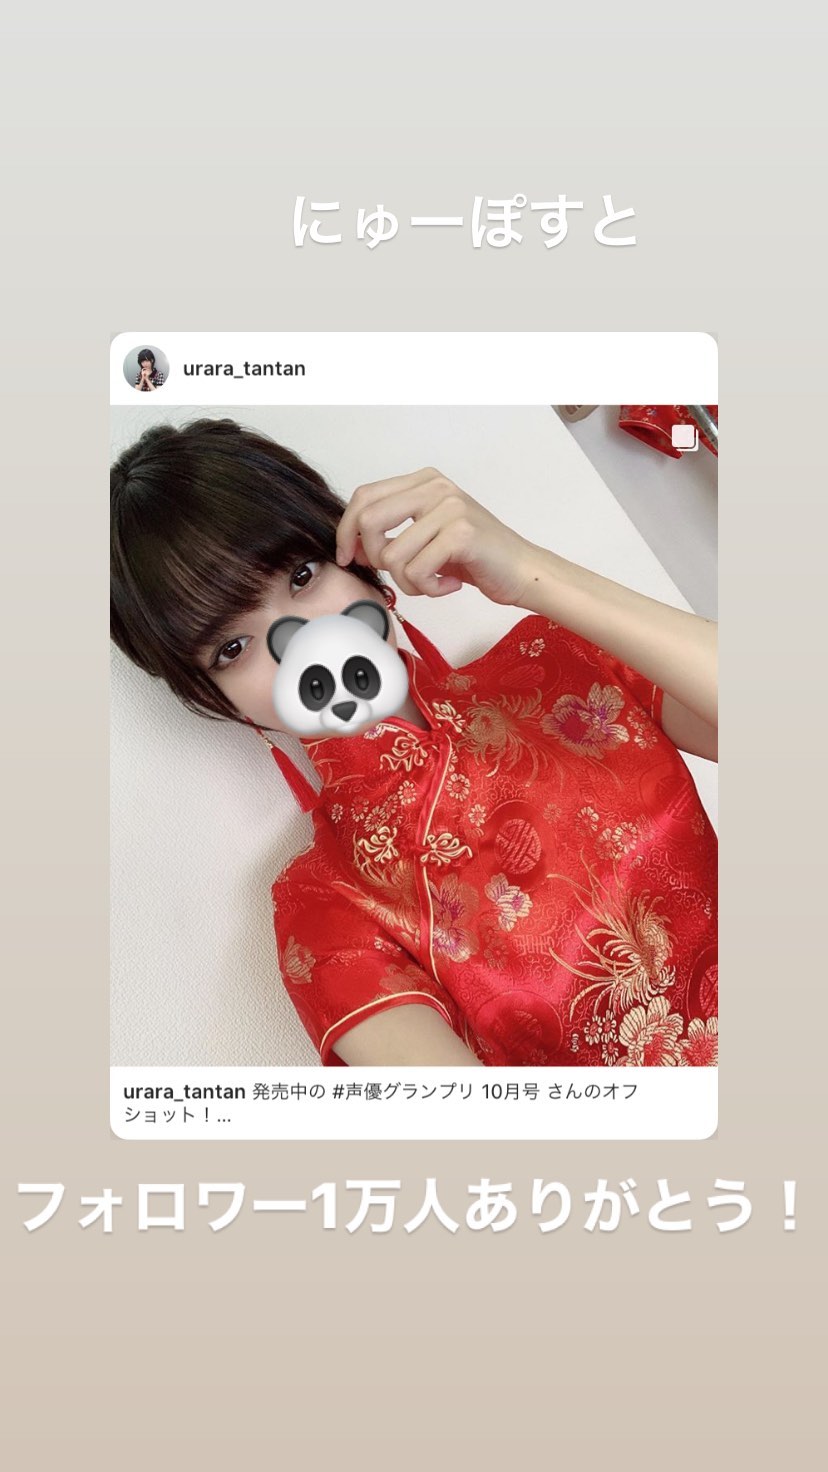 にゅーぽすと
urara_tantan
urara_tantan 発売中の #声優グランプリ 10月号 さんのオフ
ショット！...
フォロワー1万人ありがとう！